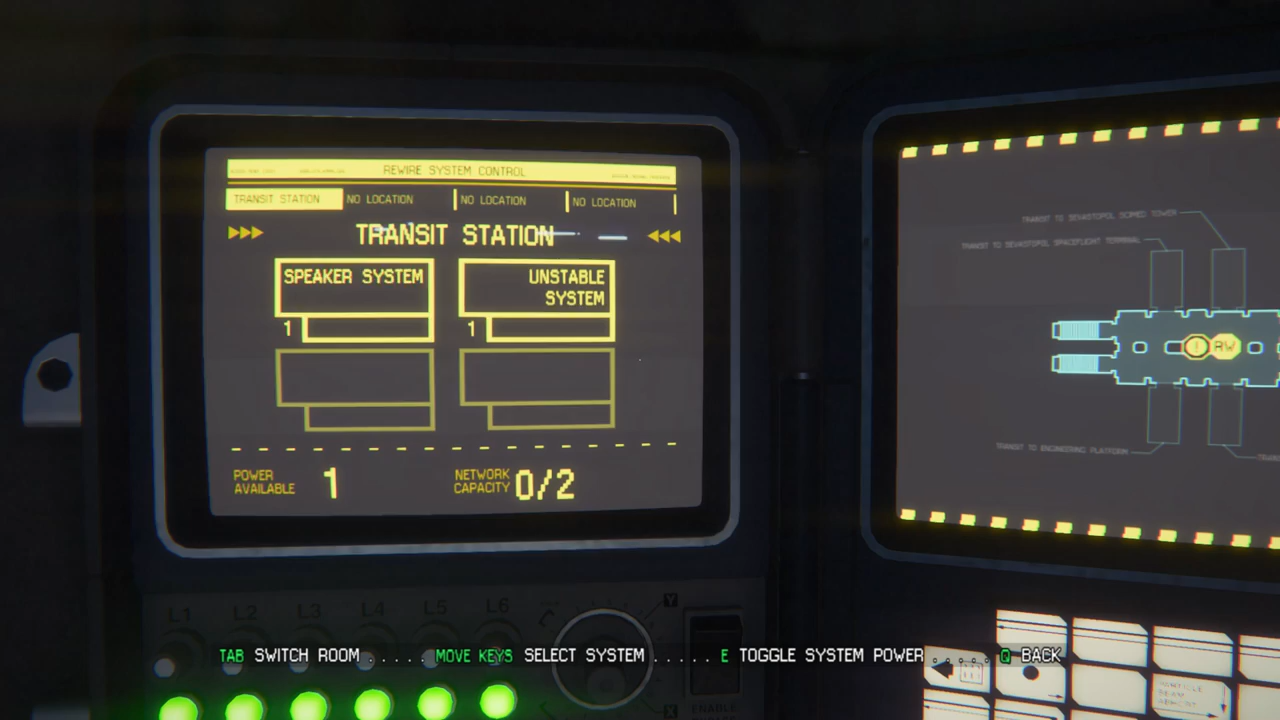 REWIRE SYSTEM CONTROL
TRANSIT STATION
NO LOCATION
NO LOCATION
NO LOCATION
TRANSIT STATION
SPEAKER SYSTEM
1
UNSTABLE
SYSTEM
1
POWER
AVAILABLE
1
NETWORK
CAPACITY
0/2
TRANSIT TO SEVASTOPOL SCIMED TOWER
TRANSIT TO SEVASTOPOL SPACEFLIGHT TERMINAL
! RW
TRANSIT TO ENGINEERING PLATFORM
L1 L2 L3 L4 L5 L6
Y
X
TAB SWITCH ROOM ..... MOVE KEYS SELECT SYSTEM ..... E TOGGLE SYSTEM POWER ..... Q BACK
ENABLE